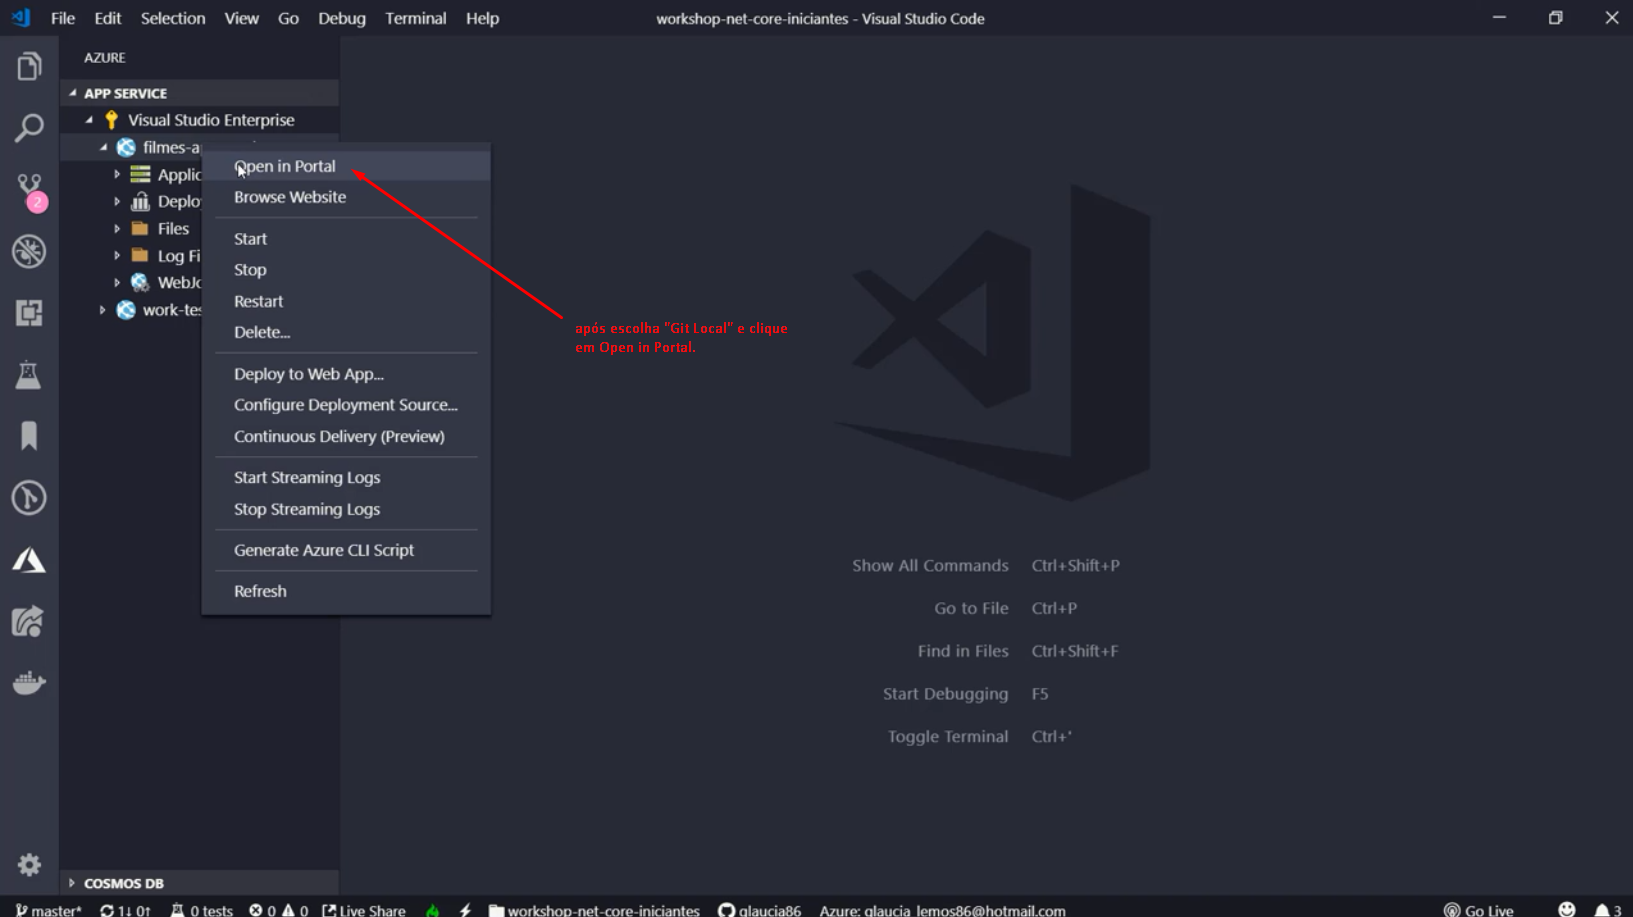 File Edit Selection View Go Debug Terminal Help
workshop-net-core-iniciantes - Visual Studio Code
AZURE
APP SERVICE
Visual Studio Enterprise
filmes-a
Applic
Deplo
Files
Log Fi
WebJo
work-tes
Open in Portal
Browse Website
Start
Stop
Restart
Delete...
Deploy to Web App...
Configure Deployment Source...
Continuous Delivery (Preview)
Start Streaming Logs
Stop Streaming Logs
Generate Azure CLI Script
Refresh
após escolha "Git Local" e clique
em Open in Portal.
Show All Commands Ctrl+Shift+P
Go to File Ctrl+P
Find in Files Ctrl+Shift+F
Start Debugging F5
Toggle Terminal Ctrl+'
2
COSMOS DB
master* 1↓ 0↑ 0 tests 0 0 Live Share workshop-net-core-iniciantes glaucia86 Azure: glaucia_lemos86@hotmail.com Go Live 3